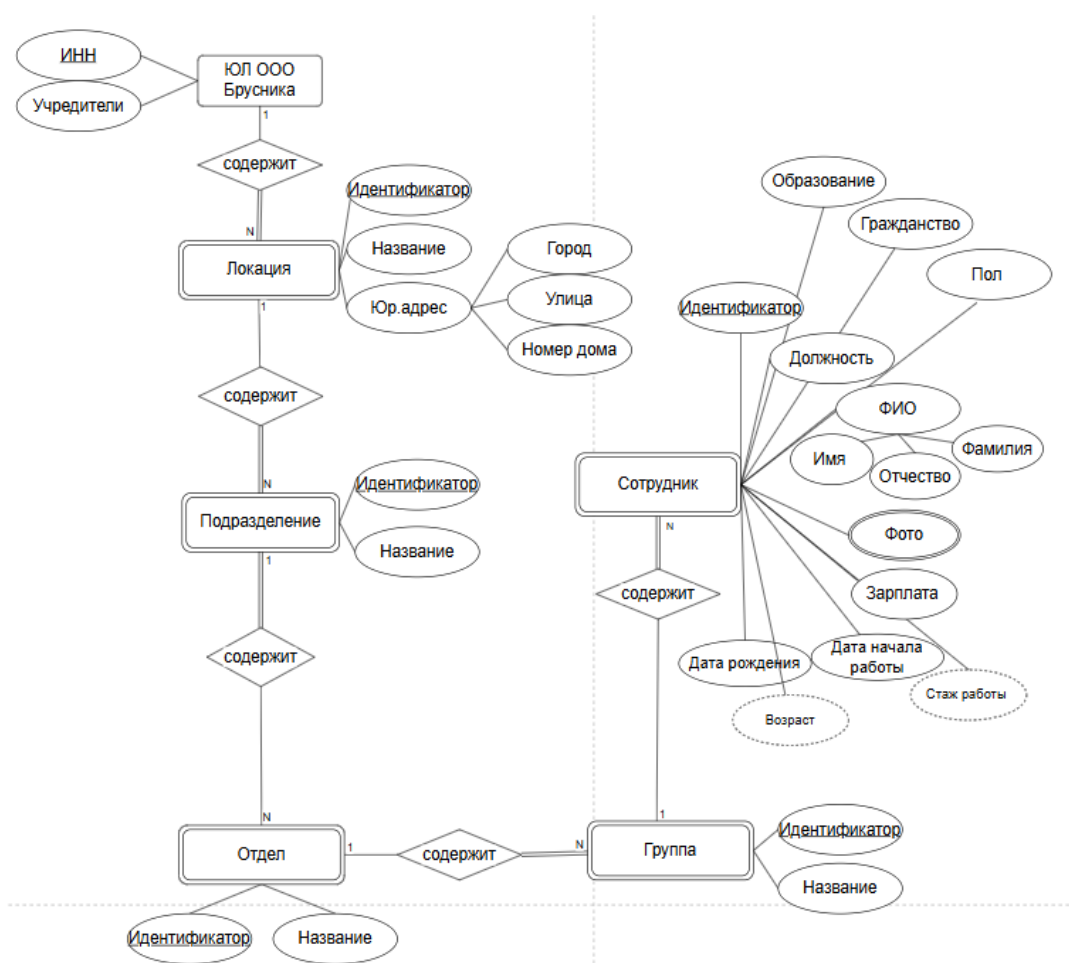 ИНН
Учредители
ЮЛ ООО
Брусника
1
содержит
N
Локация
Идентификатор
Название
Юр.адрес
Город
Улица
Номер дома
1
содержит
N
Подразделение
Идентификатор
Название
1
содержит
N
Отдел
Идентификатор
Название
1
содержит
N
Группа
Идентификатор
Название
1
содержит
N
Сотрудник
Идентификатор
Образование
Гражданство
Пол
Должность
ФИО
Имя
Отчество
Фамилия
Фото
Зарплата
Стаж работы
Дата начала
работы
Дата рождения
Возраст